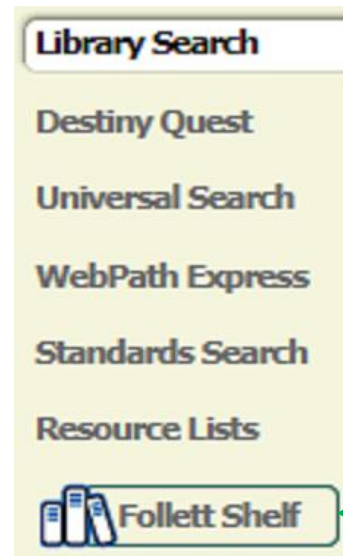 Library Search
Destiny Quest
Universal Search
WebPath Express
Standards Search
Resource Lists
Follett Shelf